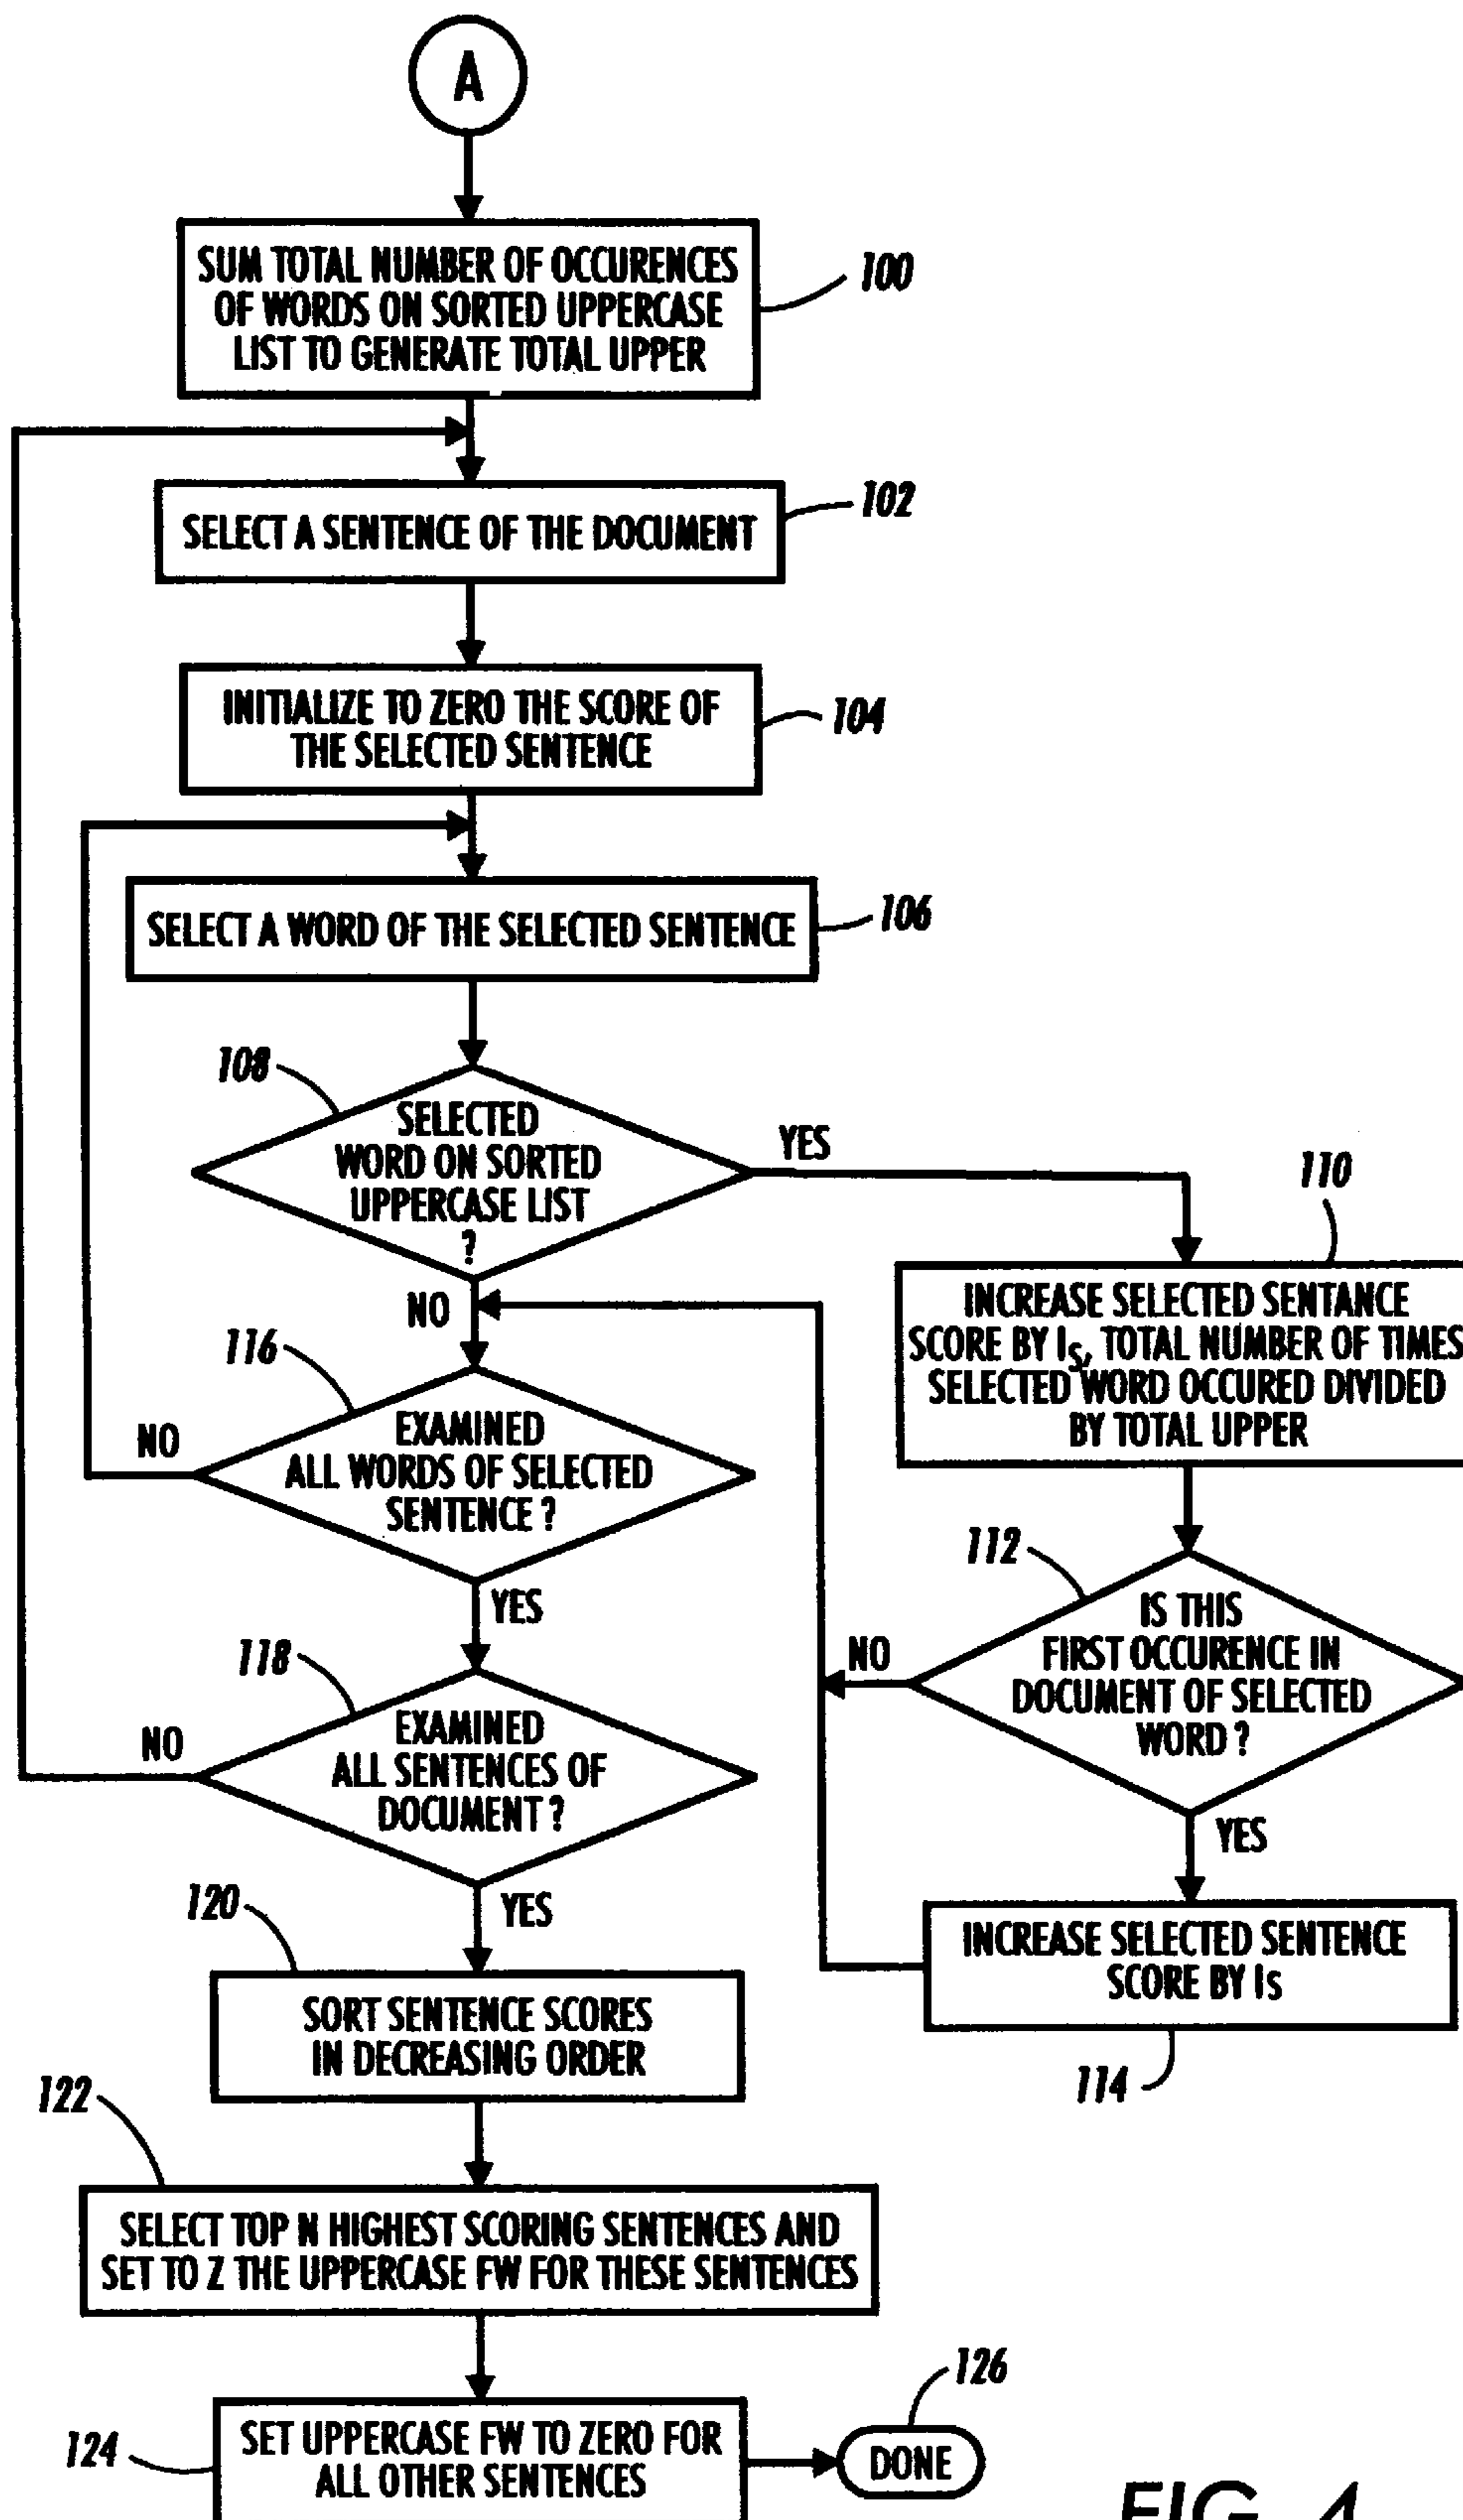 A
SUM TOTAL NUMBER OF OCCURENCES
OF WORDS ON SORTED UPPERCASE
LIST TO GENERATE TOTAL UPPER
100
SELECT A SENTENCE OF THE DOCUMENT
102
INITIALIZE TO ZERO THE SCORE OF
THE SELECTED SENTENCE
104
SELECT A WORD OF THE SELECTED SENTENCE
106
108
SELECTED
WORD ON SORTED
UPPERCASE LIST
?
YES
NO
110
INCREASE SELECTED SENTANCE
SCORE BY Is, TOTAL NUMBER OF TIMES
SELECTED WORD OCCURED DIVIDED
BY TOTAL UPPER
116
EXAMINED
ALL WORDS OF SELECTED
SENTENCE ?
NO
YES
112
IS THIS
FIRST OCCURENCE IN
DOCUMENT OF SELECTED
WORD ?
NO
YES
118
EXAMINED
ALL SENTENCES OF
DOCUMENT ?
NO
YES
INCREASE SELECTED SENTENCE
SCORE BY Is
114
120
SORT SENTENCE SCORES
IN DECREASING ORDER
122
SELECT TOP N HIGHEST SCORING SENTENCES AND
SET TO Z THE UPPERCASE FW FOR THESE SENTENCES
124
SET UPPERCASE FW TO ZERO FOR
ALL OTHER SENTENCES
126
DONE
FIG. 4